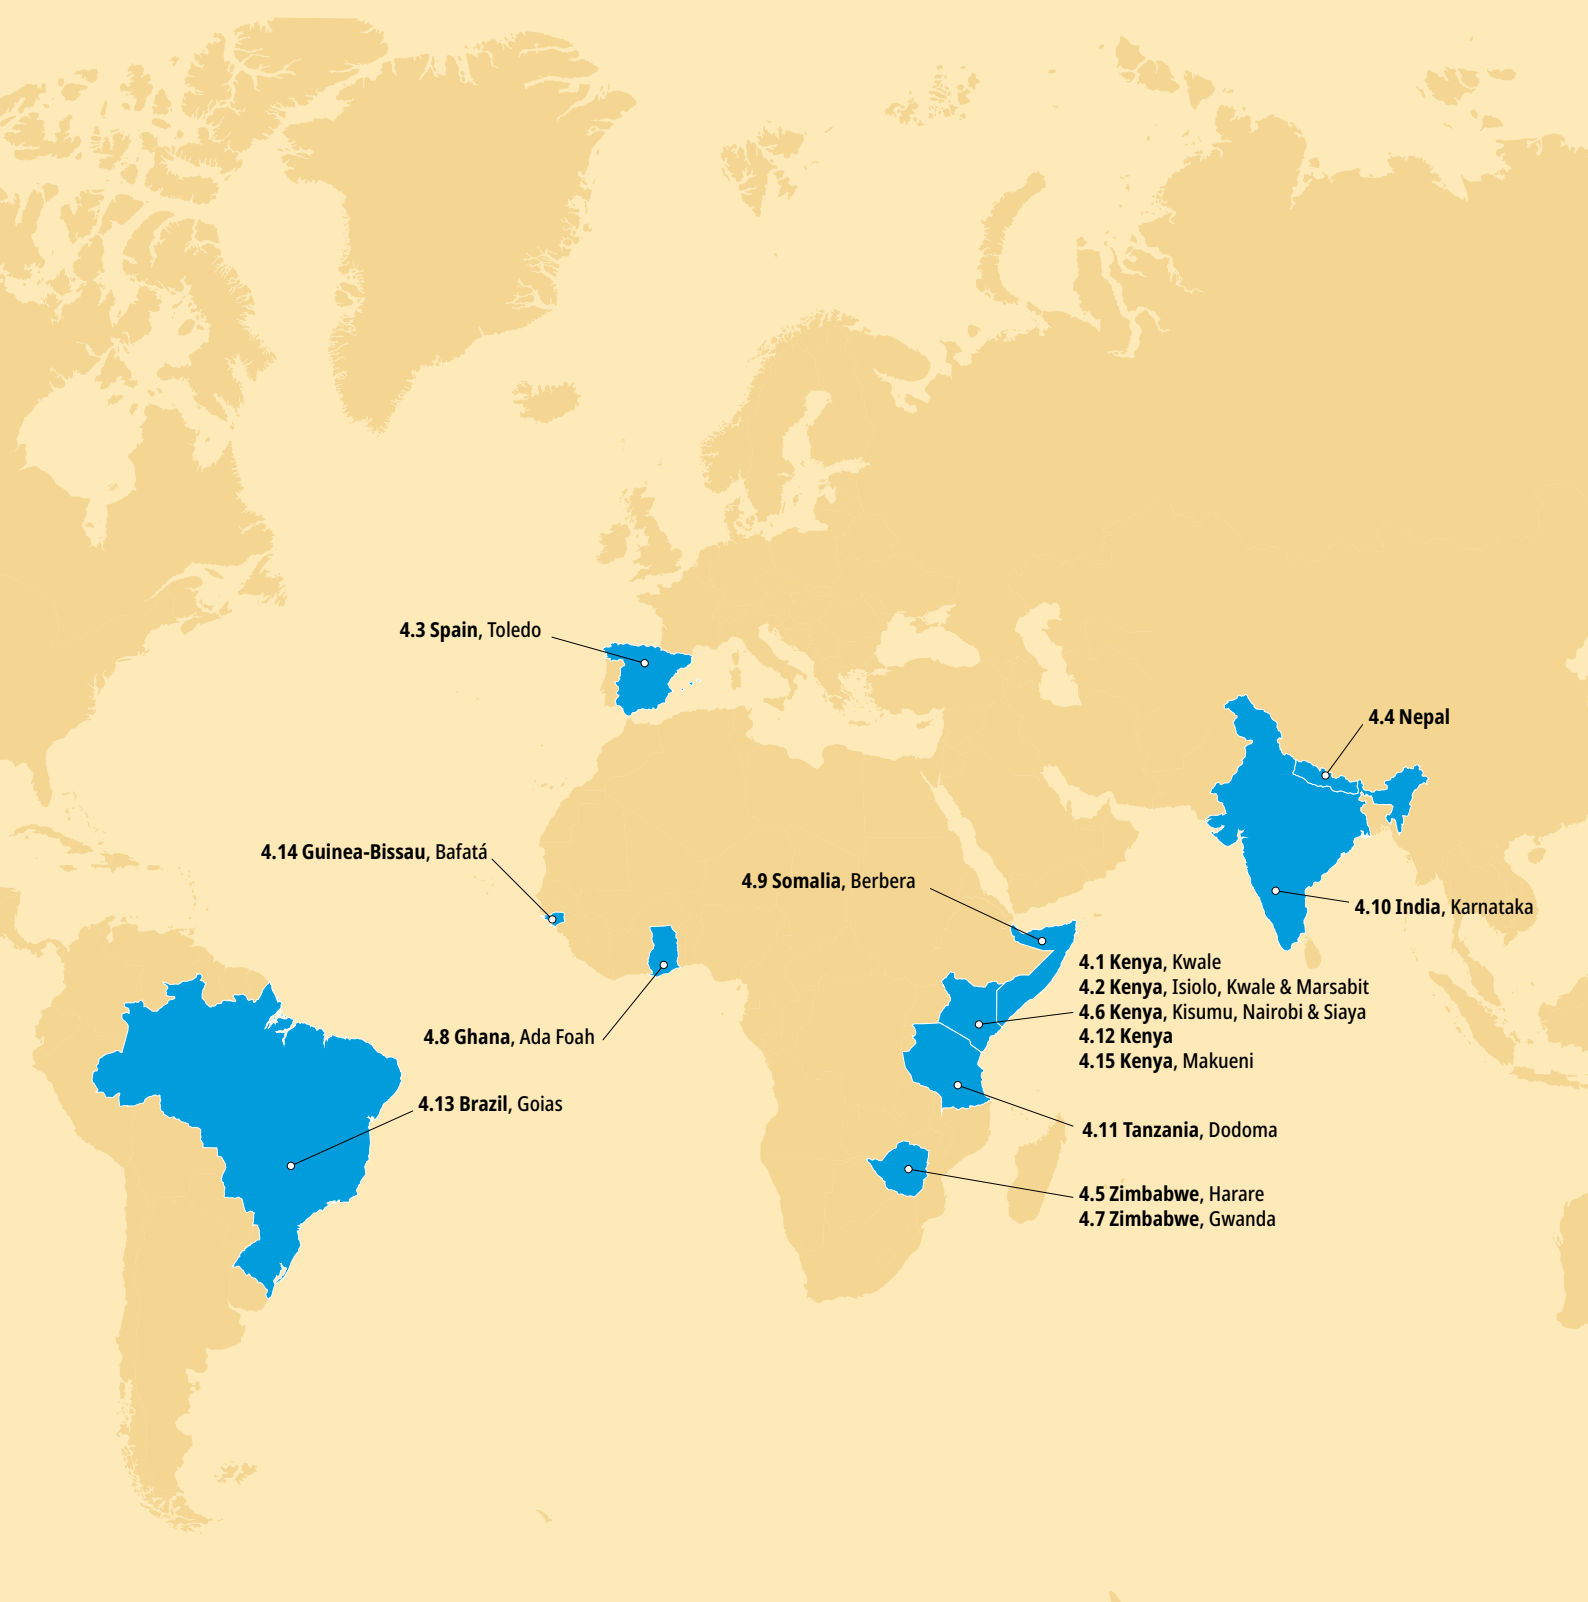 4.3 Spain, Toledo
4.4 Nepal
4.14 Guinea-Bissau, Bafatá
4.9 Somalia, Berbera
4.10 India, Karnataka
4.1 Kenya, Kwale
4.2 Kenya, Isiolo, Kwale & Marsabit
4.6 Kenya, Kisumu, Nairobi & Siaya
4.12 Kenya
4.15 Kenya, Makueni
4.8 Ghana, Ada Foah
4.13 Brazil, Goias
4.11 Tanzania, Dodoma
4.5 Zimbabwe, Harare
4.7 Zimbabwe, Gwanda